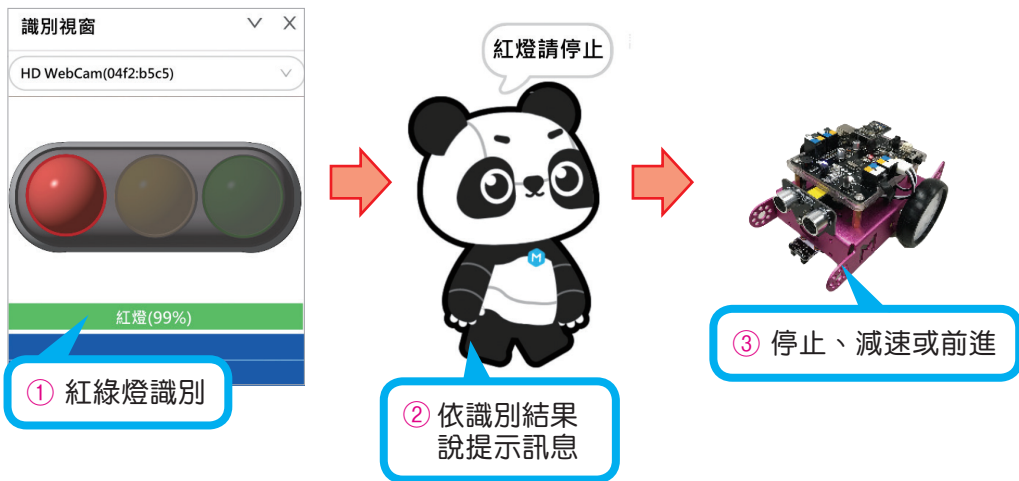 識別視窗
HD WebCam(04f2:b5c5)
紅燈(99%)
① 紅綠燈識別
紅燈請停止
M
② 依識別結果
說提示訊息
③ 停止、減速或前進